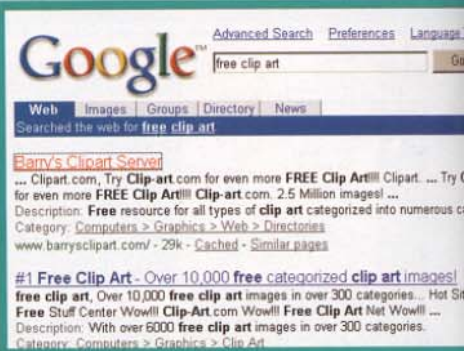 Advanced Search Preferences Language
Google™ free clip art Go
Web Images Groups Directory News
Searched the web for free clip art
Barry's Clipart Server
... Clipart.com, Try Clip-art.com for even more FREE Clip Art!!!! Clipart. ... Try
for even more FREE Clip Art!!!! Clip-art.com. 2.5 Million images! ...
Description: Free resource for all types of clip art categorized into numerous
Category: Computers > Graphics > Web > Directories
www.barrysclipart.com/ - 29k - Cached - Similar pages
#1 Free Clip Art - Over 10,000 free categorized clip art images!
free clip art, Over 10,000 free clip art images in over 300 categories... Hot
Free Stuff Center Wow!!! Clip-Art.com Wow!!! Free Clip Art Net Wow!!! ...
Description: With over 6000 free clip art images in over 300 categories.
Category: Computers > Graphics > Clip Art